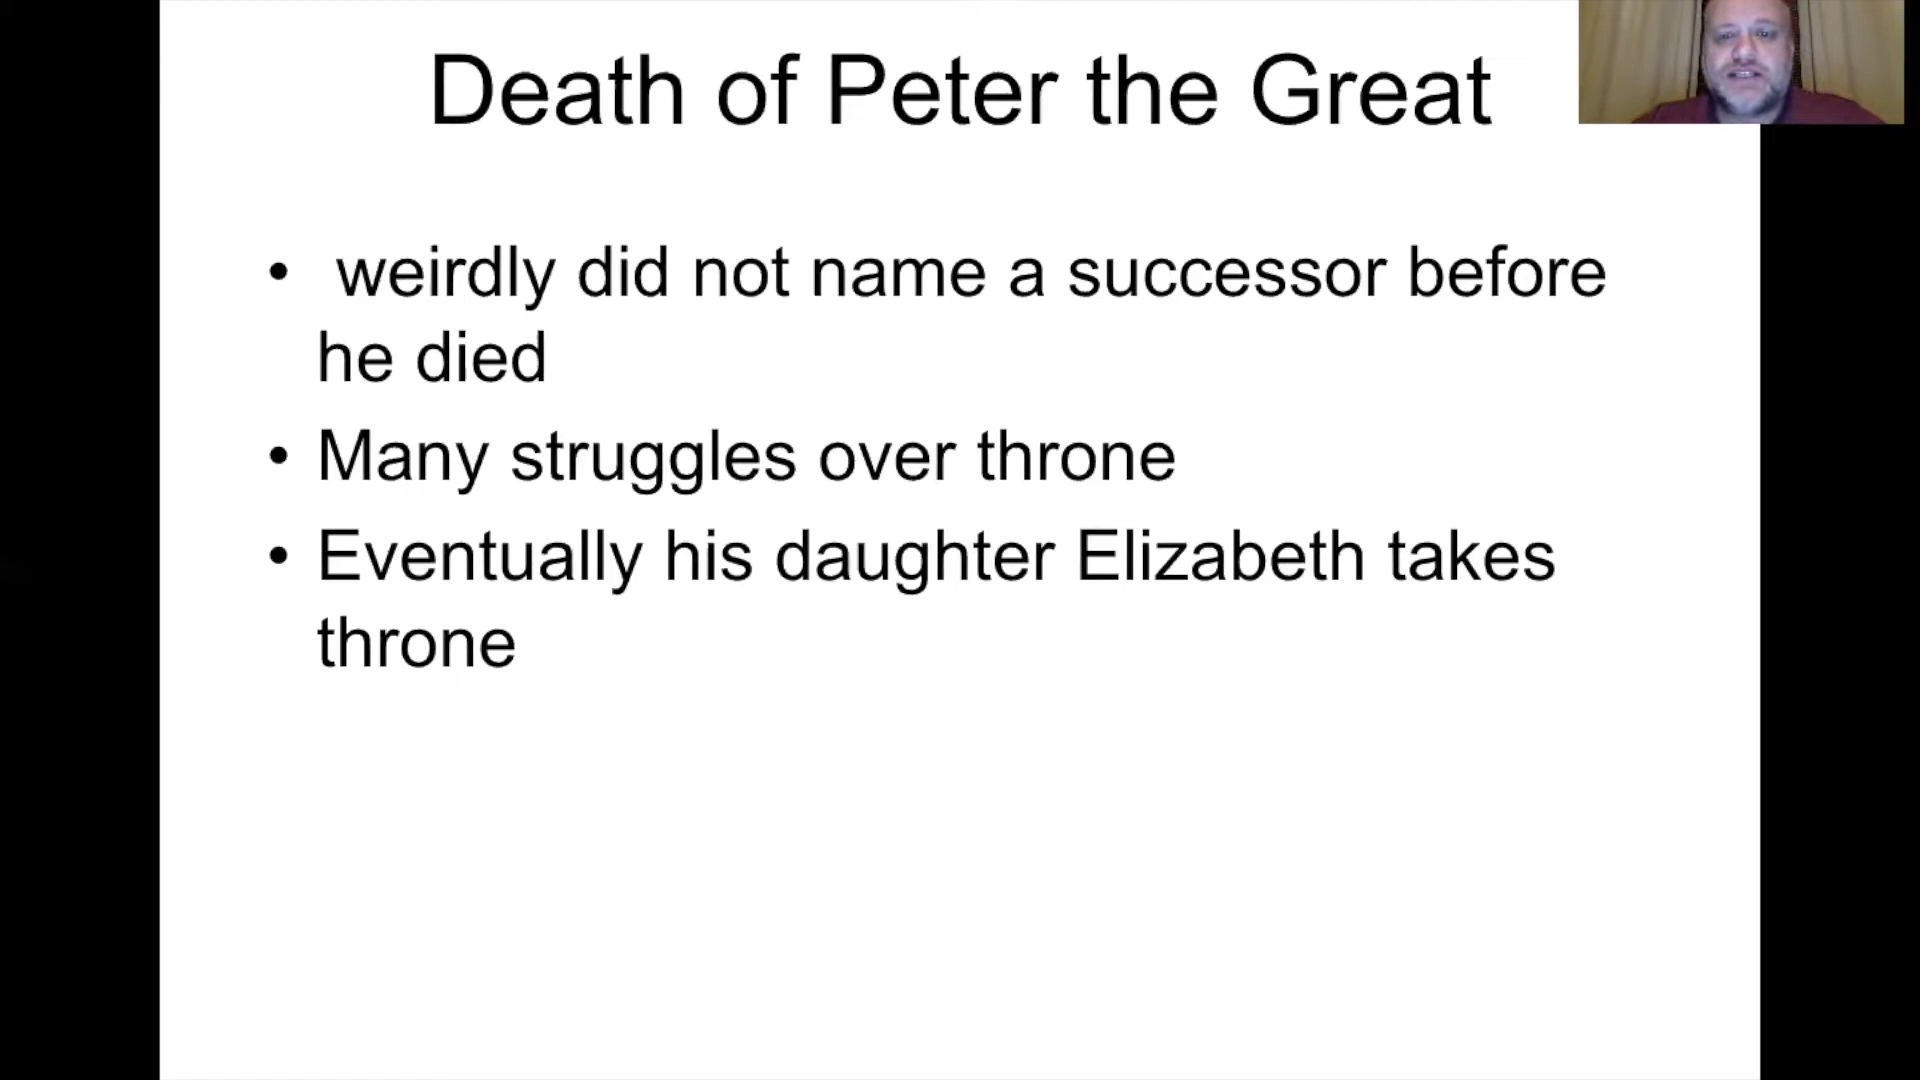 Death of Peter the Great
• weirdly did not name a successor before
he died
• Many struggles over throne
• Eventually his daughter Elizabeth takes
throne